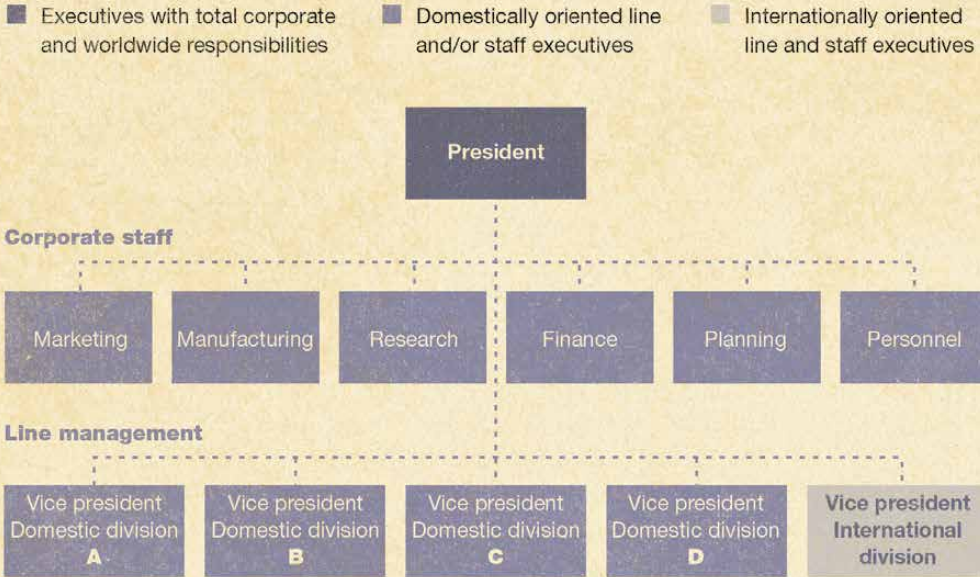 Executives with total corporate
and worldwide responsibilities
Domestically oriented line
and/or staff executives
Internationally oriented
line and staff executives
President
Corporate staff
Marketing
Manufacturing
Research
Finance
Planning
Personnel
Line management
Vice president
Domestic division
A
Vice president
Domestic division
B
Vice president
Domestic division
C
Vice president
Domestic division
D
Vice president
International
division